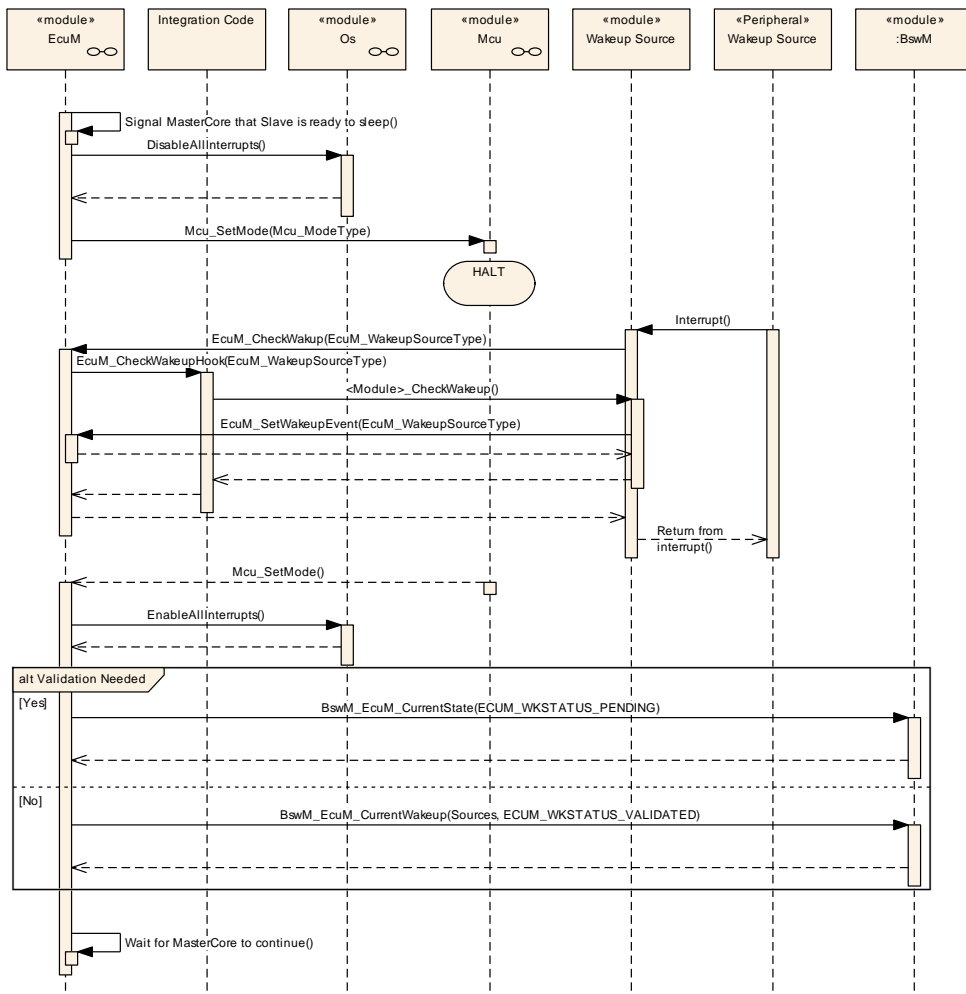 «module»
EcuM
Integration Code
«module»
Os
«module»
Mcu
«module»
Wakeup Source
«Peripheral»
Wakeup Source
«module»
:BswM
Signal MasterCore that Slave is ready to sleep()
DisableAllInterrupts()
Mcu_SetMode(Mcu_ModeType)
HALT
Interrupt()
EcuM_CheckWakup(EcuM_WakeupSourceType)
EcuM_CheckWakeupHook(EcuM_WakeupSourceType)
<Module>_CheckWakeup()
EcuM_SetWakeupEvent(EcuM_WakeupSourceType)
Return from
interrupt()
Mcu_SetMode()
EnableAllInterrupts()
alt Validation Needed
[Yes]
BswM_EcuM_CurrentState(ECUM_WKSTATUS_PENDING)
[No]
BswM_EcuM_CurrentWakeup(Sources, ECUM_WKSTATUS_VALIDATED)
Wait for MasterCore to continue()